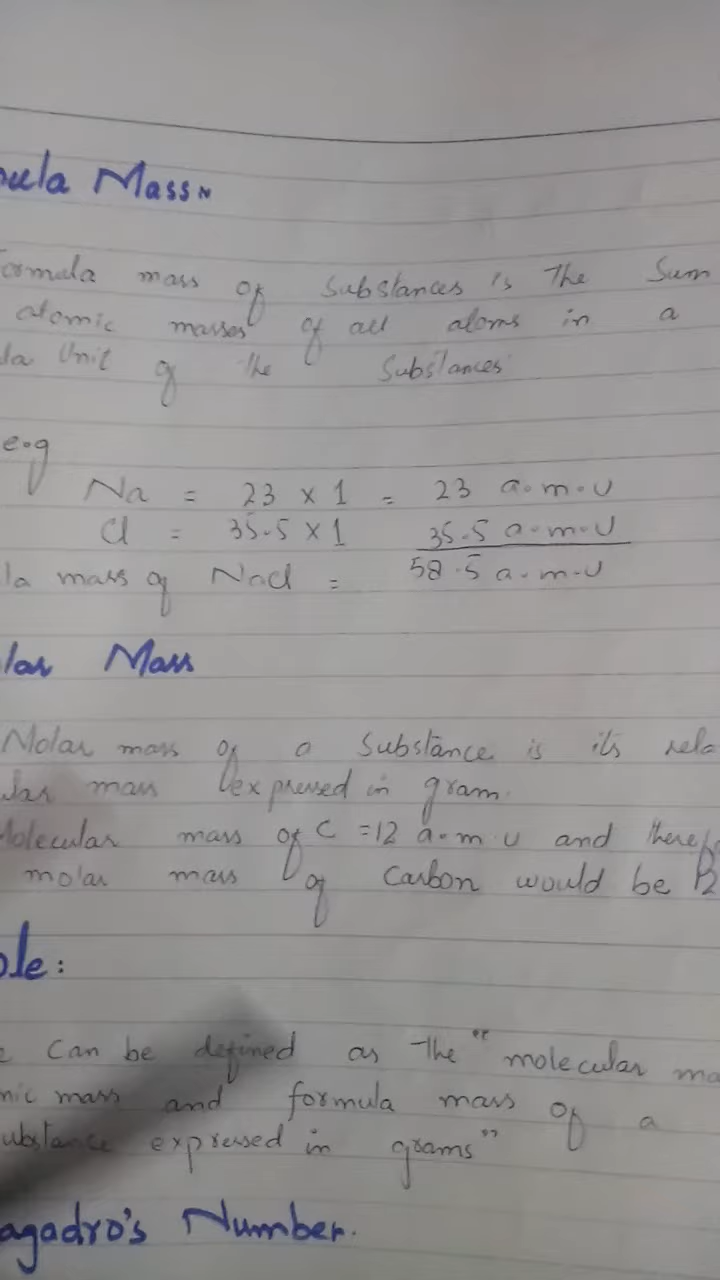 ula Mass
ormula mass of Substances is The Sum
atomic masses of all atoms in a
la Unit of the Substances
e.g
Na = 23 x 1 = 23 a.m.u
Cl = 35.5 x 1 35.5 a.m.u
la mass of Nacl = 58.5 a.m.u
lar Mass
Molar mass of a Substance is its rela
lar mass expressed in gram.
Molecular mass of C =12 a.m.u and theref
molar mass of Carbon would be 12
ole:
e Can be defined as The "molecular ma
mic mass and formula mass of a
ubstance expressed in grams"
agadro's Number.